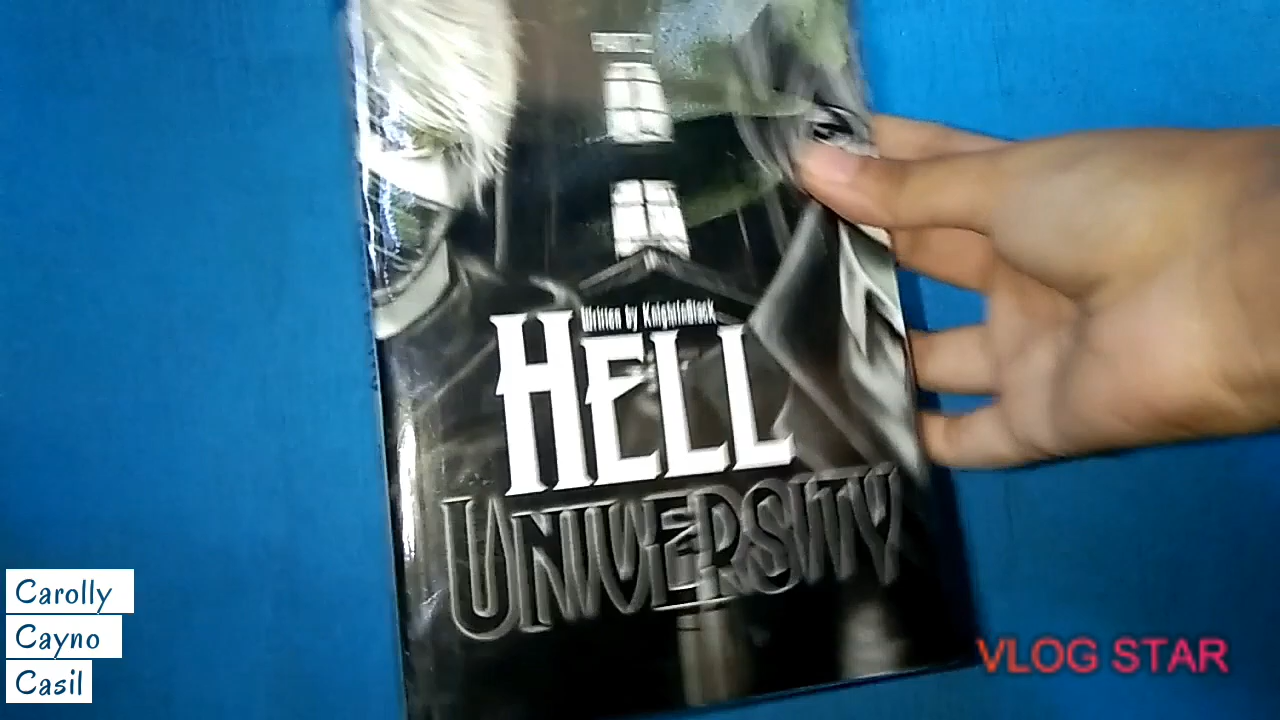 Written by KnightInBlack
HELL
UNIVERSITY
Carolly
Cayno
Casil
VLOG STAR